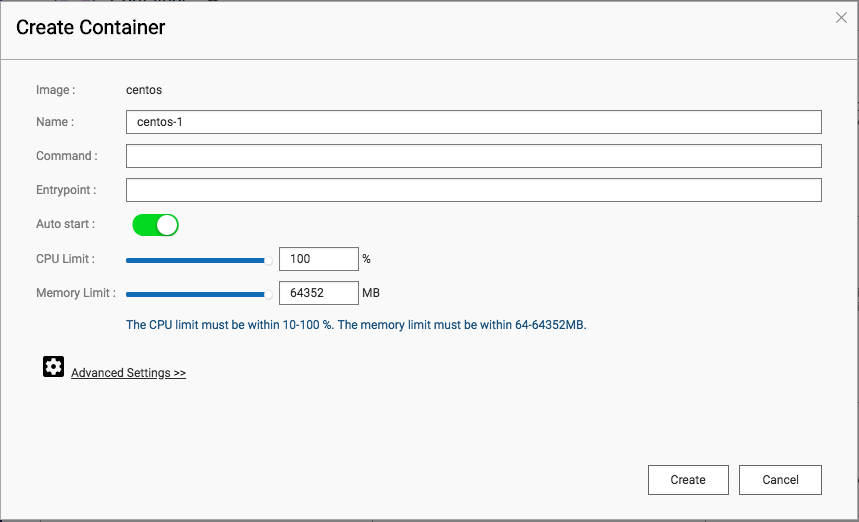 Create Container
Image : centos
Name : centos-1
Command :
Entrypoint :
Auto start :
CPU Limit : 100 %
Memory Limit : 64352 MB
The CPU limit must be within 10-100 %. The memory limit must be within 64-64352MB.
Advanced Settings >>
Create Cancel